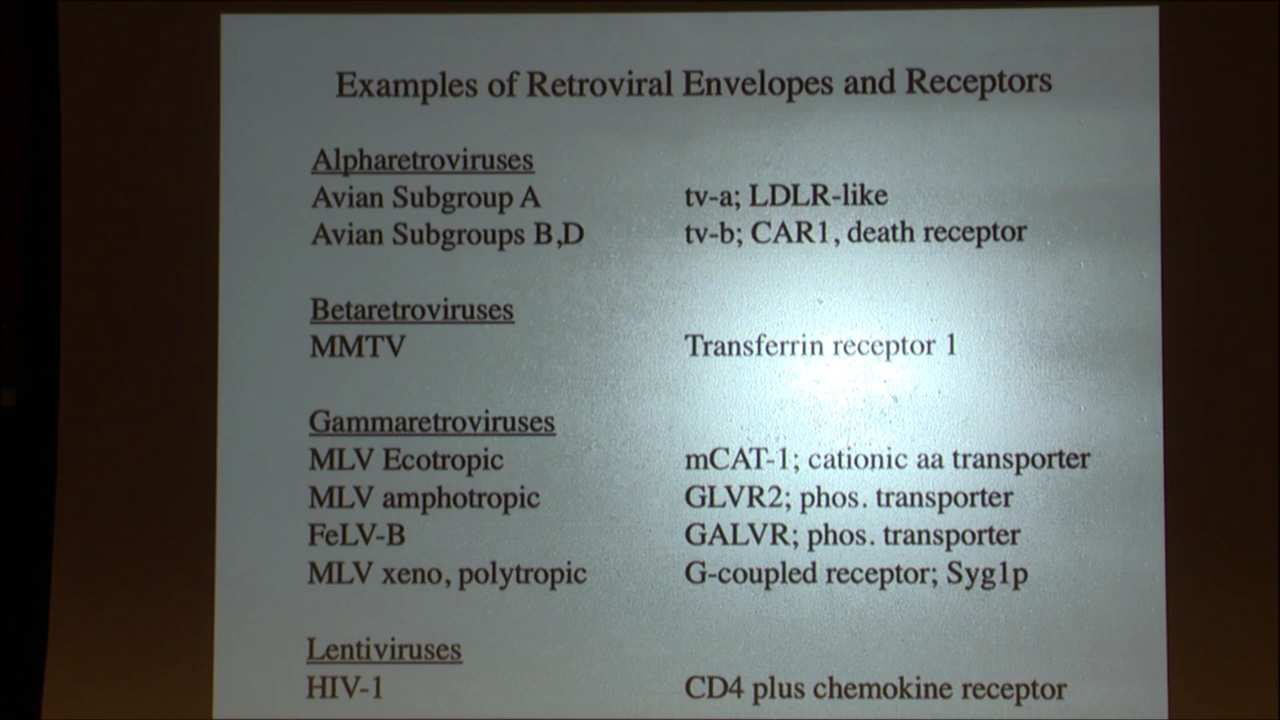 Examples of Retroviral Envelopes and Receptors
Alpharetroviruses
Avian Subgroup A tv-a; LDLR-like
Avian Subgroups B,D tv-b; CAR1, death receptor
Betaretroviruses
MMTV Transferrin receptor 1
Gammaretroviruses
MLV Ecotropic mCAT-1; cationic aa transporter
MLV amphotropic GLVR2; phos. transporter
FeLV-B GALVR; phos. transporter
MLV xeno, polytropic G-coupled receptor; Syg1p
Lentiviruses
HIV-1 CD4 plus chemokine receptor